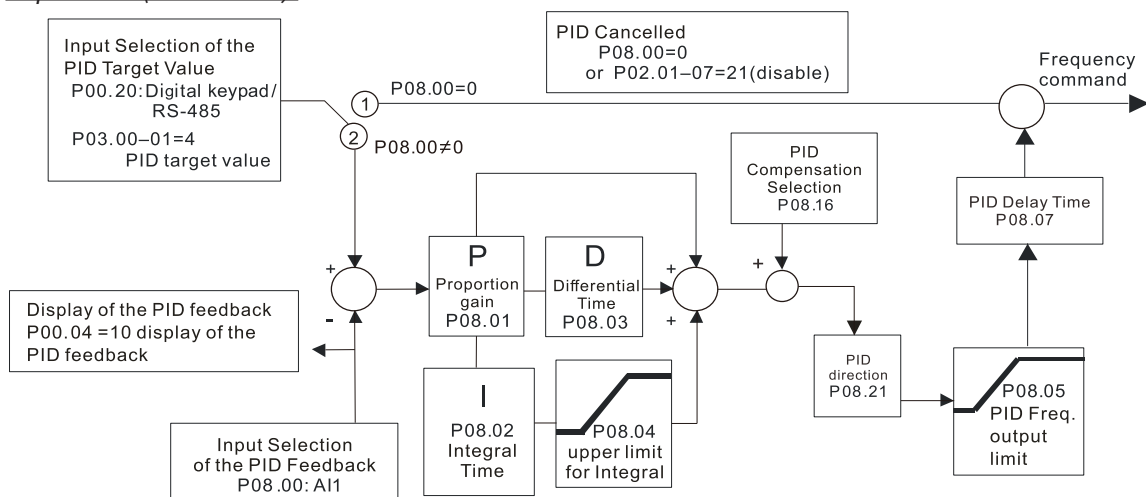 Input Selection of the
PID Target Value
P00.20:Digital keypad/
RS-485
P03.00–01=4
PID target value
1
P08.00=0
2
P08.00≠0
PID Cancelled
P08.00=0
or P02.01–07=21(disable)
Frequency
command
PID
Compensation
Selection
P08.16
PID Delay Time
P08.07
+
-
P
Proportion
gain
P08.01
D
Differential
Time
P08.03
+
+
+
Display of the PID feedback
P00.04 =10 display of the
PID feedback
I
P08.02
Integral
Time
P08.04
upper limit
for Integral
PID
direction
P08.21
P08.05
PID Freq.
output
limit
Input Selection
of the PID Feedback
P08.00: AI1